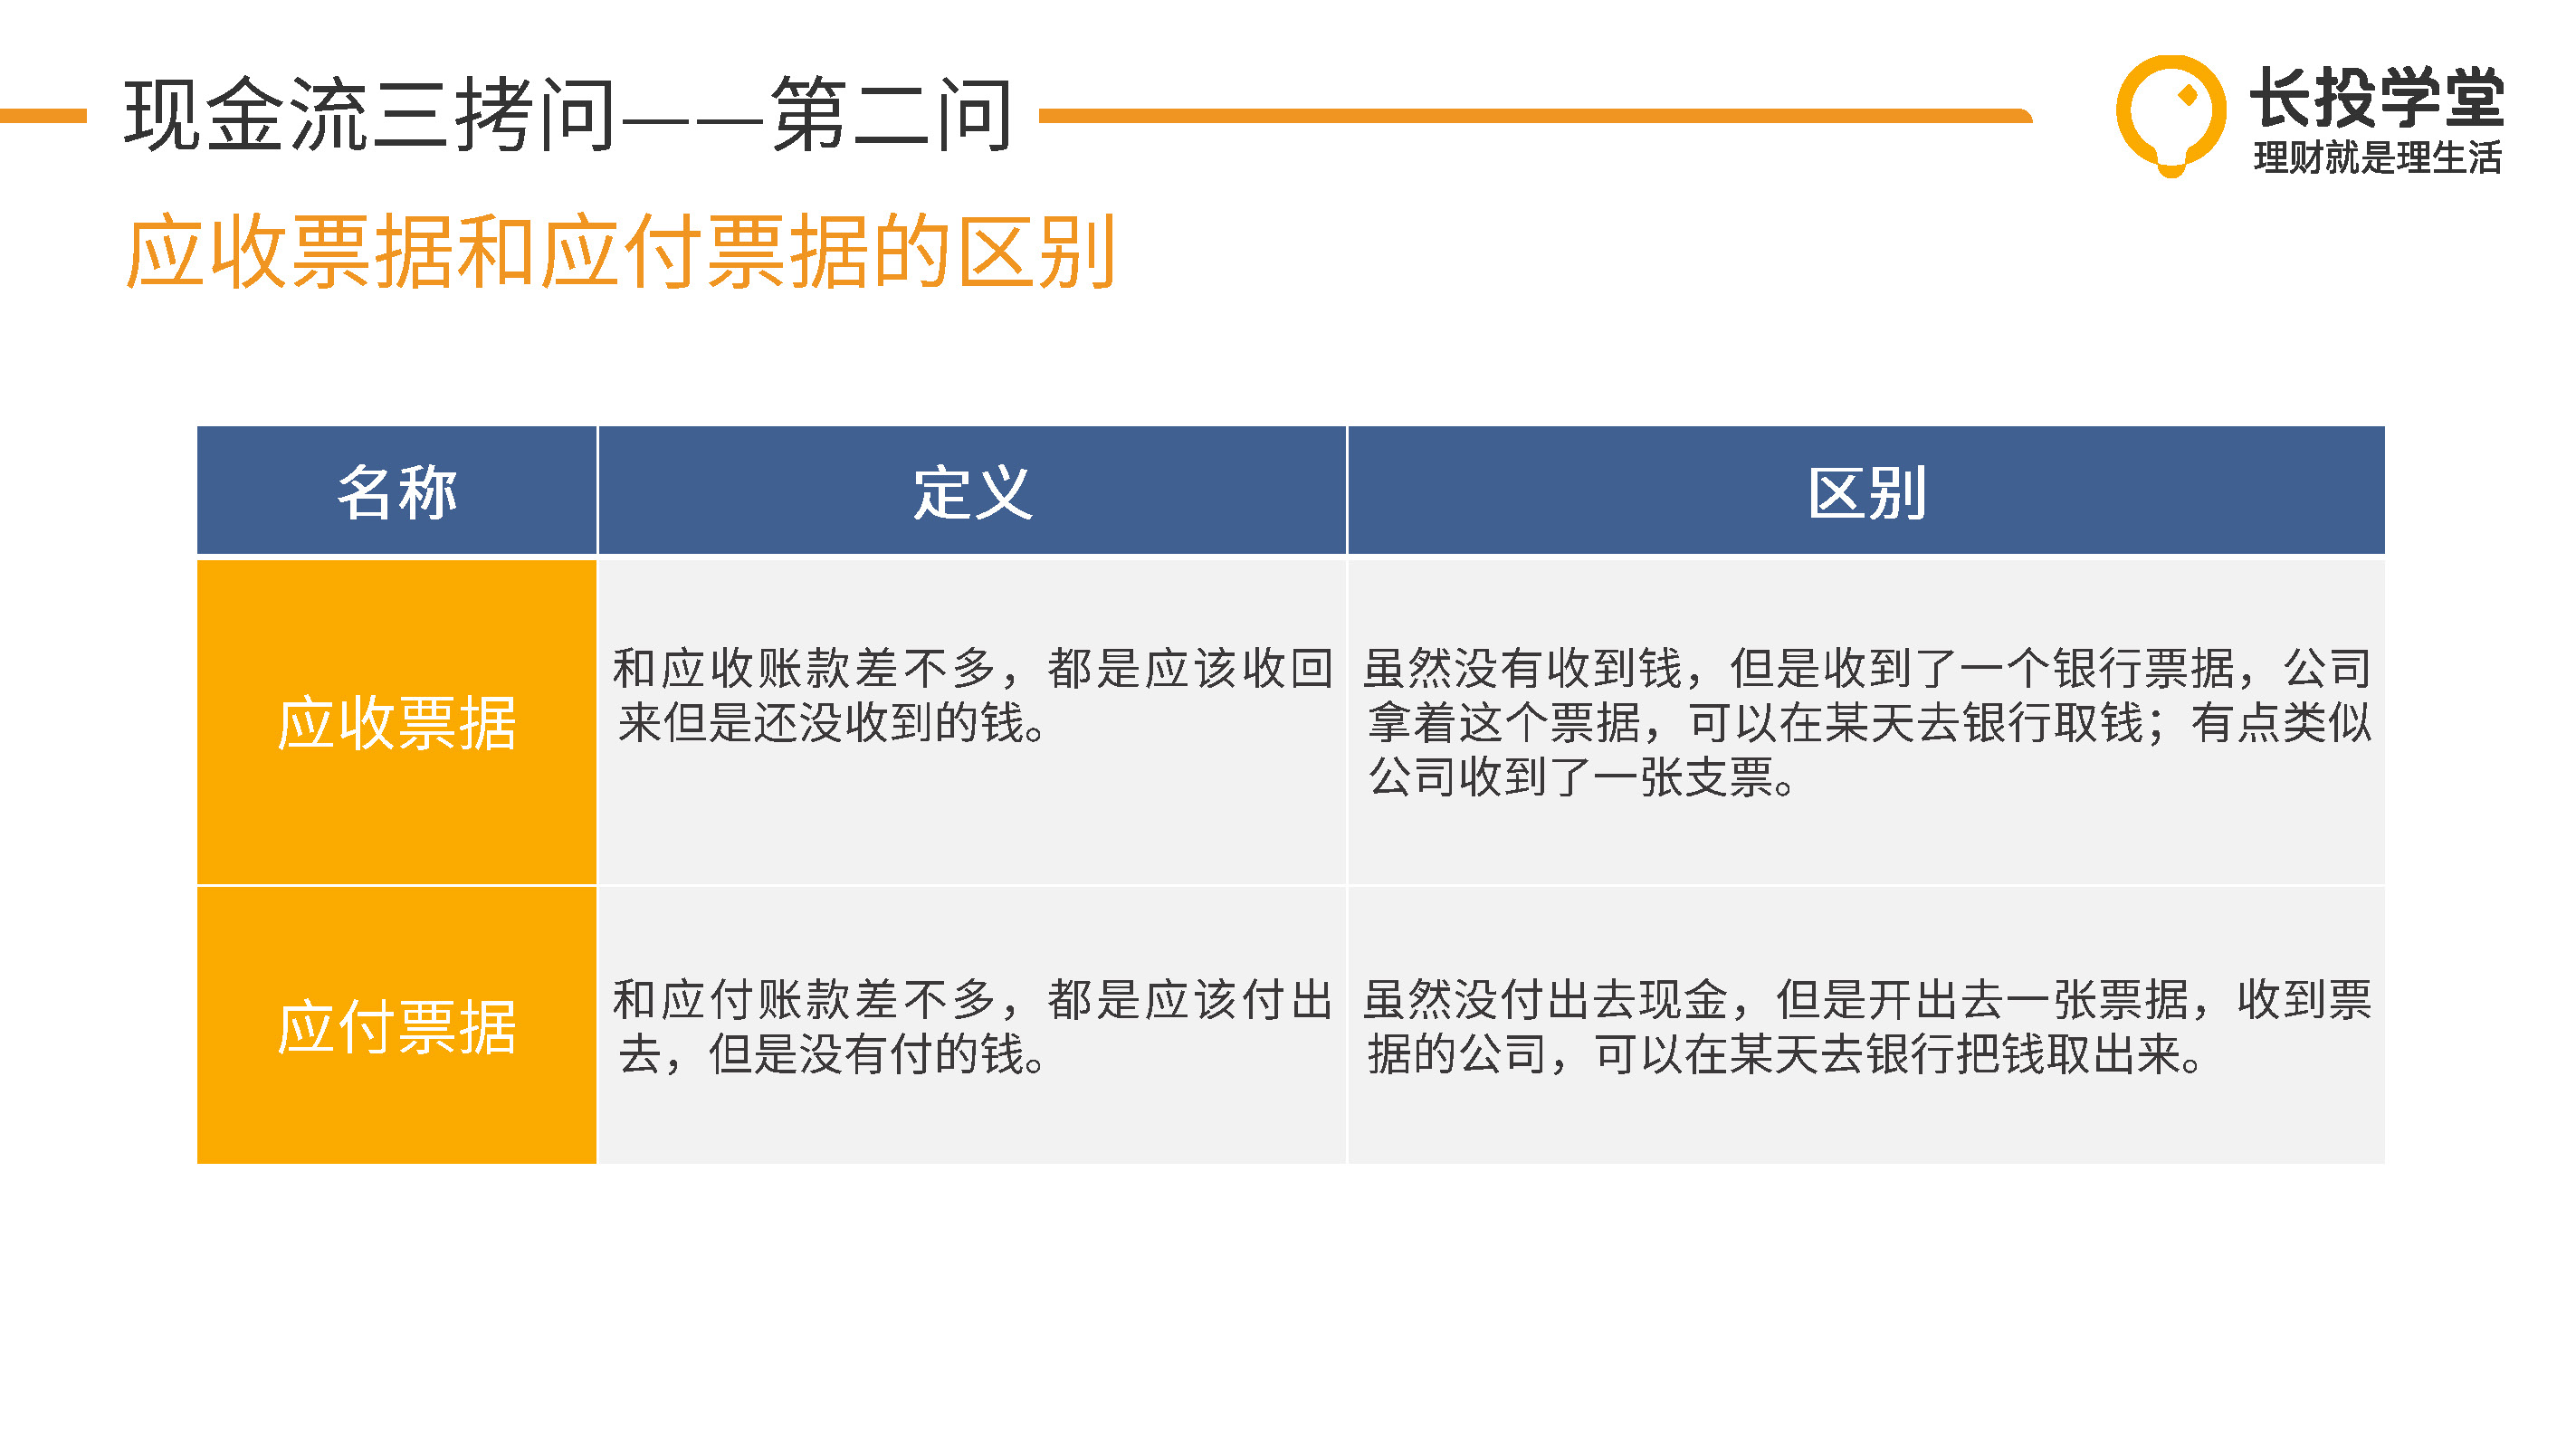 现金流三拷问——第二问
长投学堂
理财就是理生活
应收票据和应付票据的区别
名称
定义
区别
应收票据
和应收账款差不多，都是应该收回
来但是还没收到的钱。
虽然没有收到钱，但是收到了一个银行票据，公司
拿着这个票据，可以在某天去银行取钱；有点类似
公司收到了一张支票。
应付票据
和应付账款差不多，都是应该付出
去，但是没有付的钱。
虽然没付出去现金，但是开出去一张票据，收到票
据的公司，可以在某天去银行把钱取出来。